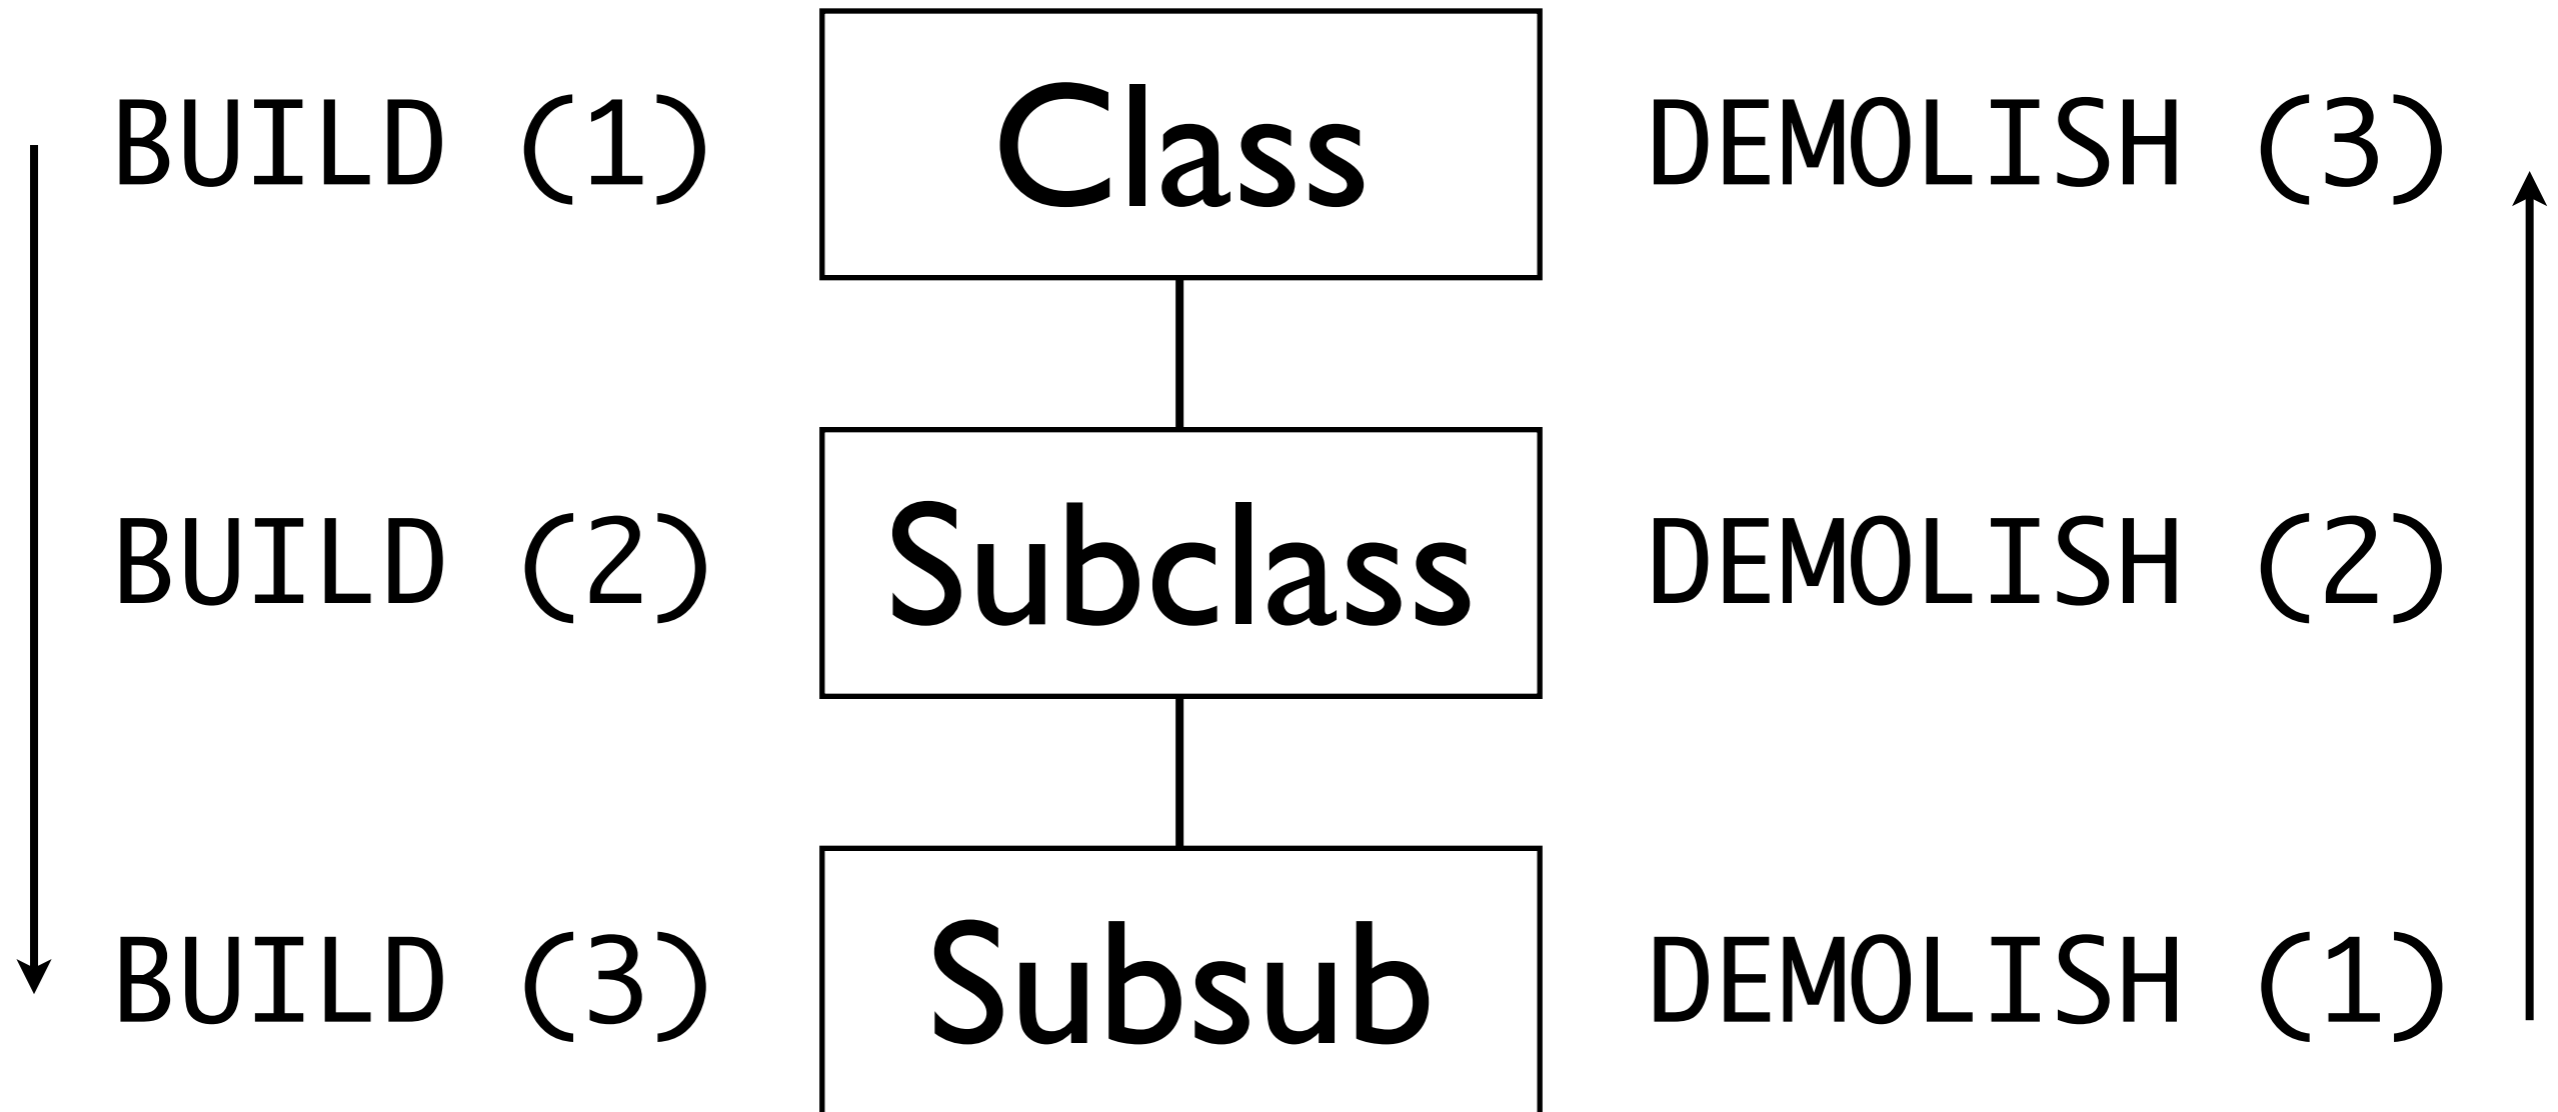 BUILD (1) Class DEMOLISH (3)
BUILD (2) Subclass DEMOLISH (2)
BUILD (3) Subsub DEMOLISH (1)